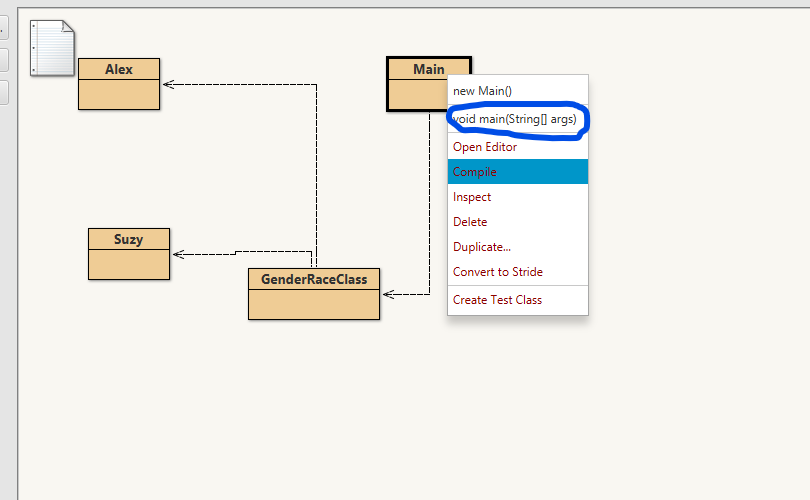 Alex
Main
new Main()
void main(String[] args)
Open Editor
Compile
Inspect
Delete
Duplicate...
Convert to Stride
Create Test Class
Suzy
GenderRaceClass